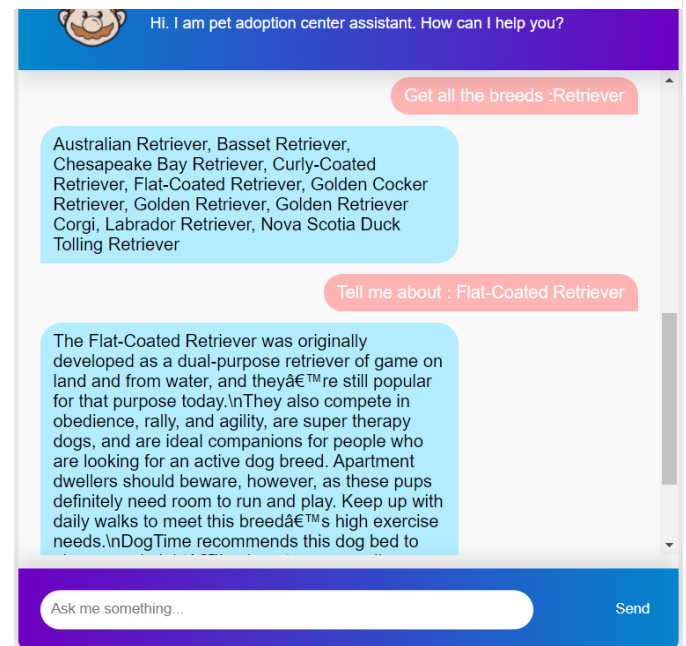 Hi. I am pet adoption center assistant. How can I help you?
Get all the breeds :Retriever
Australian Retriever, Basset Retriever,
Chesapeake Bay Retriever, Curly-Coated
Retriever, Flat-Coated Retriever, Golden Cocker
Retriever, Golden Retriever, Golden Retriever
Corgi, Labrador Retriever, Nova Scotia Duck
Tolling Retriever
Tell me about : Flat-Coated Retriever
The Flat-Coated Retriever was originally
developed as a dual-purpose retriever of game on
land and from water, and theyâ€™re still popular
for that purpose today.\nThey also compete in
obedience, rally, and agility, are super therapy
dogs, and are ideal companions for people who
are looking for an active dog breed. Apartment
dwellers should beware, however, as these pups
definitely need room to run and play. Keep up with
daily walks to meet this breedâ€™s high exercise
needs.\nDogTime recommends this dog bed to
Ask me something...
Send